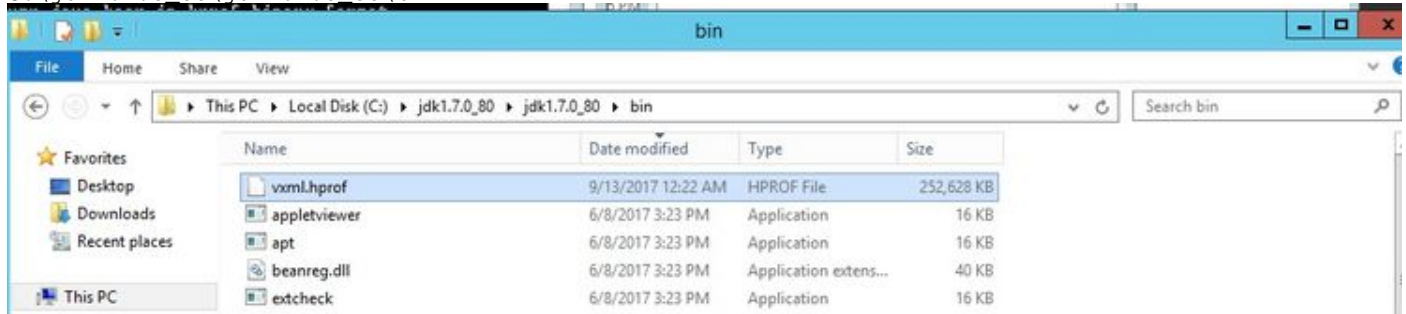 bin
File Home Share View
This PC Local Disk (C:) jdk1.7.0_80 jdk1.7.0_80 bin Search bin
Favorites
Desktop
Downloads
Recent places
This PC
Name Date modified Type Size
vxml.hprof 9/13/2017 12:22 AM HPROF File 252,628 KB
appletviewer 6/8/2017 3:23 PM Application 16 KB
apt 6/8/2017 3:23 PM Application 16 KB
beanreg.dll 6/8/2017 3:23 PM Application extens... 40 KB
extcheck 6/8/2017 3:23 PM Application 16 KB